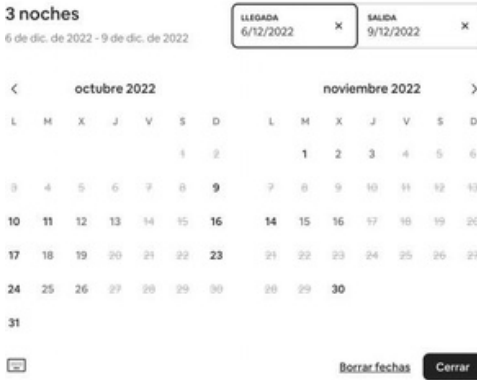 3 noches
6 de dic. de 2022 - 9 de dic. de 2022
LLEGADA
6/12/2022 ×
SALIDA
9/12/2022 ×
< octubre 2022
L M X J V S D
1 2
3 4 5 6 7 8 9
10 11 12 13 14 15 16
17 18 19 20 21 22 23
24 25 26 27 28 29 30
31
noviembre 2022 >
L M X J V S D
1 2 3 4 5 6
7 8 9 10 11 12 13
14 15 16 17 18 19 20
21 22 23 24 25 26 27
28 29 30
Borrar fechas
Cerrar